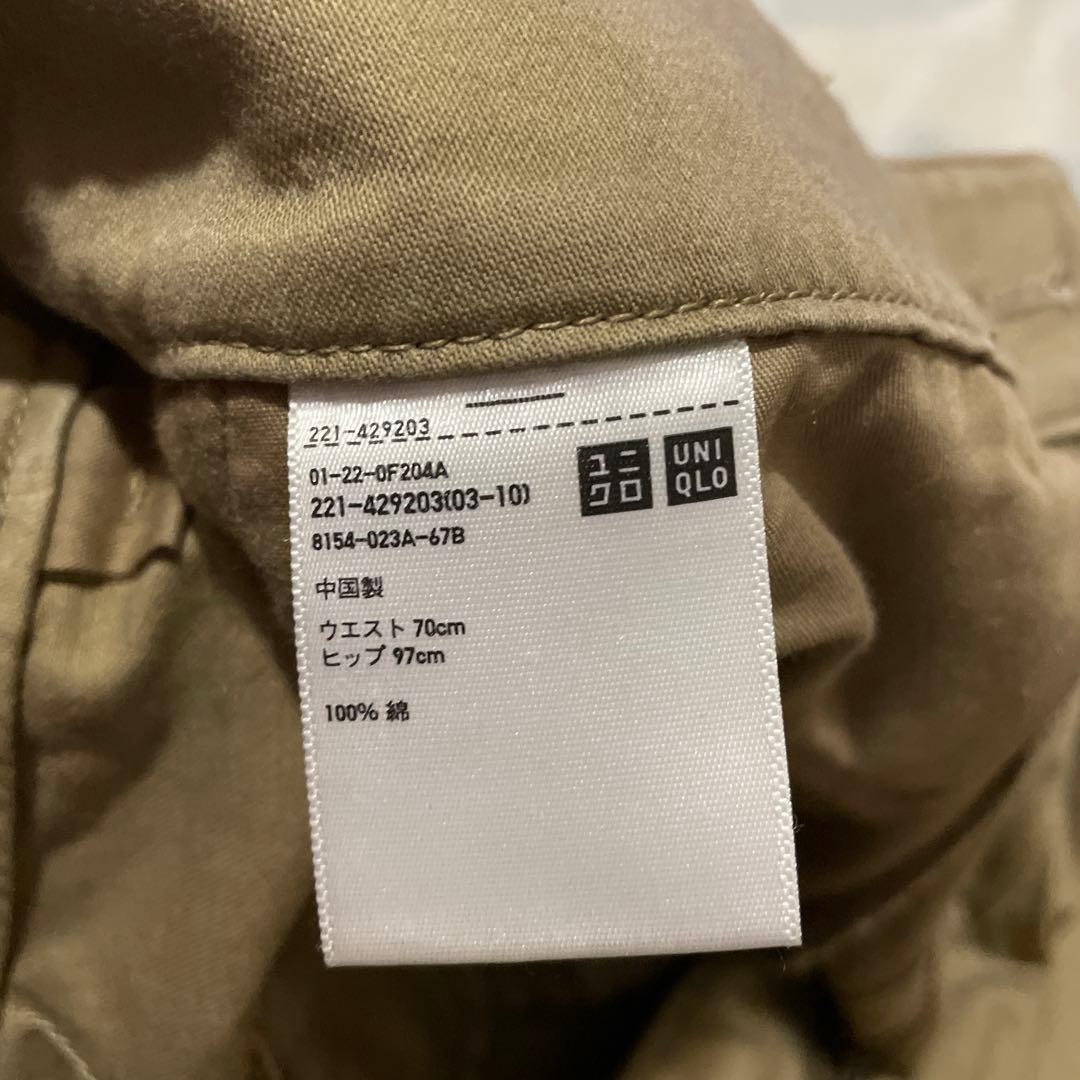 221-429203
01-22-0F204A
221-429203(03-10)
8154-023A-67B
ユニ
クロ
UNI
QLO
中国製
ウエスト 70cm
ヒップ 97cm
100% 綿